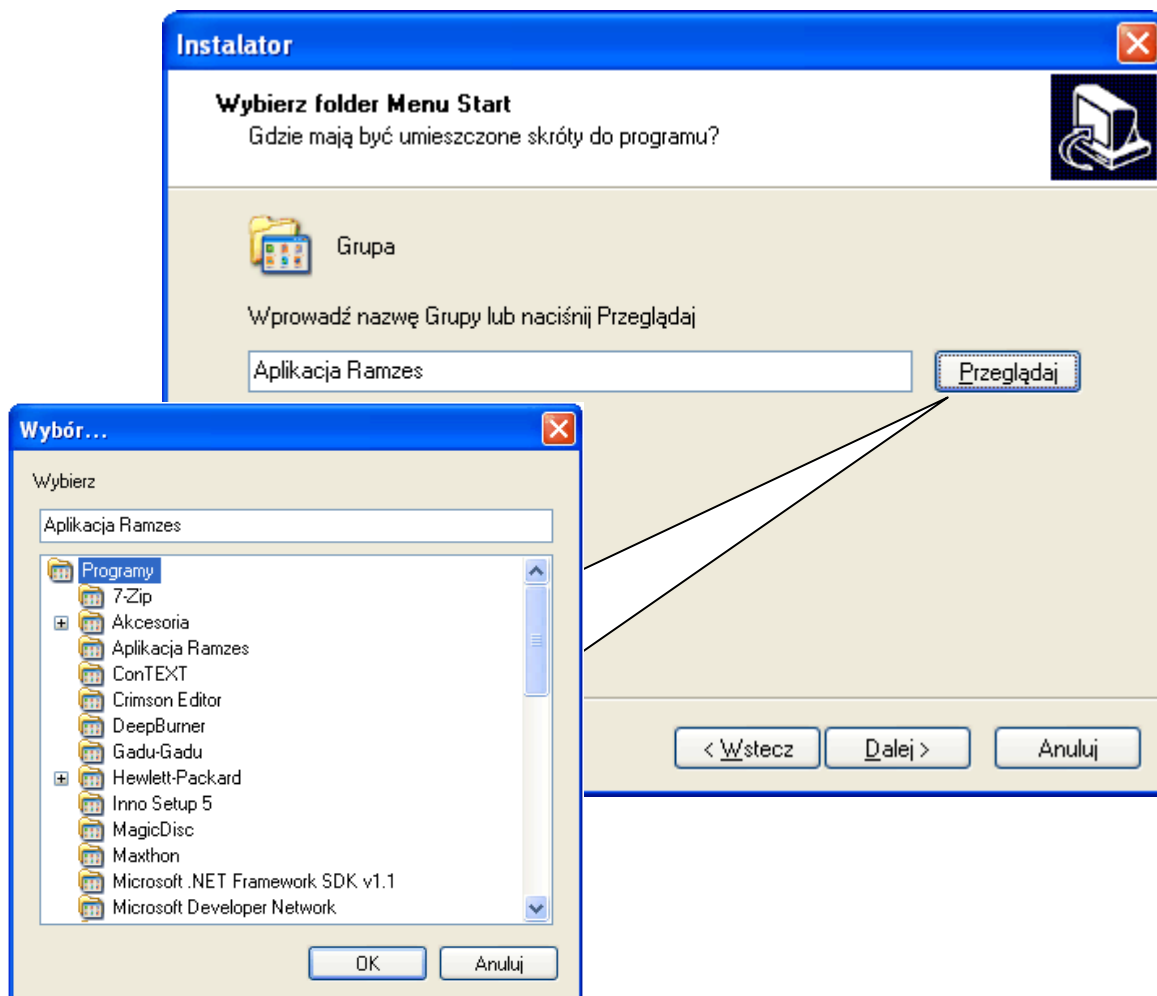 Instalator
Wybierz folder Menu Start
Gdzie mają być umieszczone skróty do programu?
Grupa
Wprowadź nazwę Grupy lub naciśnij Przeglądaj
Aplikacja Ramzes
Przeglądaj
< Wstecz
Dalej >
Anuluj
Wybór...
Wybierz
Aplikacja Ramzes
Programy
7-Zip
Akcesoria
Aplikacja Ramzes
ConTEXT
Crimson Editor
DeepBurner
Gadu-Gadu
Hewlett-Packard
Inno Setup 5
MagicDisc
Maxthon
Microsoft .NET Framework SDK v1.1
Microsoft Developer Network
OK
Anuluj